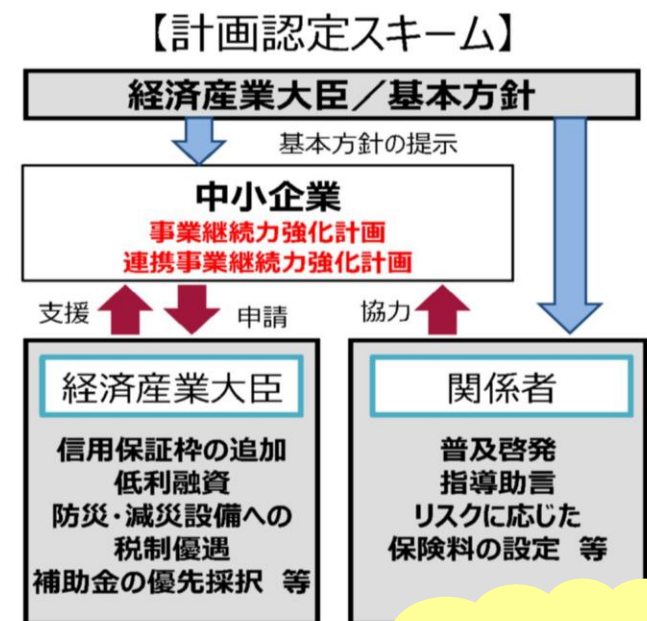 【計画認定スキーム】
経済産業大臣／基本方針
基本方針の提示
中小企業
事業継続力強化計画
連携事業継続力強化計画
支援
申請
協力
経済産業大臣
信用保証枠の追加
低利融資
防災・減災設備への
税制優遇
補助金の優先採択 等
関係者
普及啓発
指導助言
リスクに応じた
保険料の設定 等